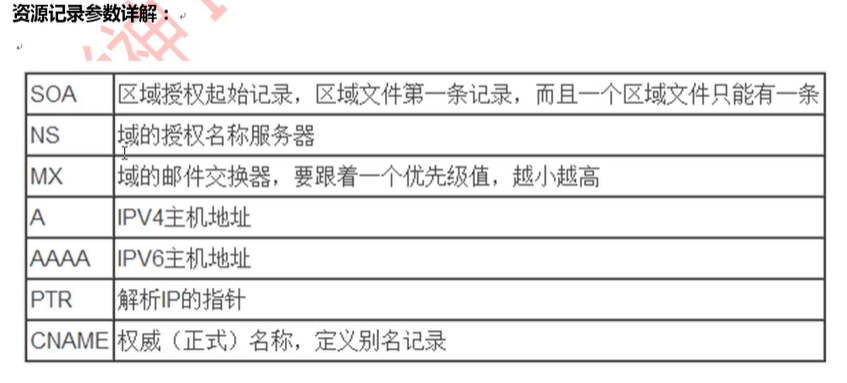 资源记录参数详解：
SOA 区域授权起始记录，区域文件第一条记录，而且一个区域文件只能有一条
NS 域的授权名称服务器
MX 域的邮件交换器，要跟着一个优先级值，越小越高
A IPV4主机地址
AAAA IPV6主机地址
PTR 解析IP的指针
CNAME 权威（正式）名称，定义别名记录